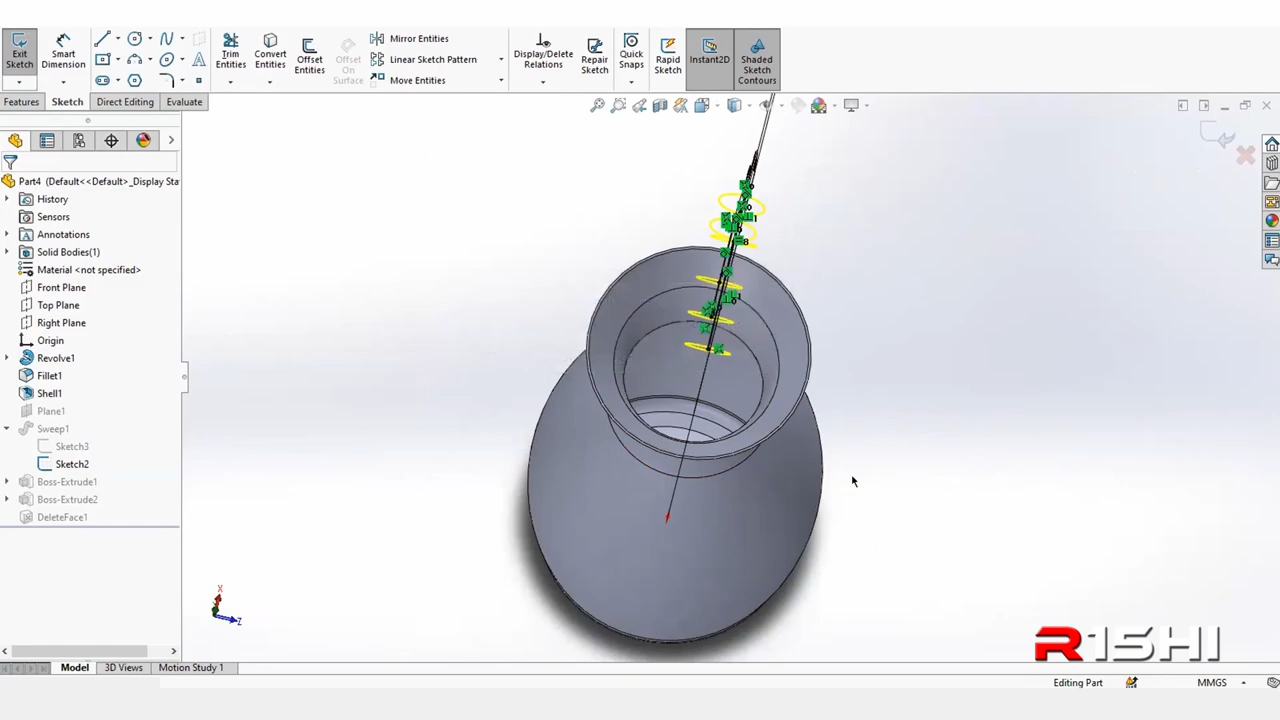 Exit Sketch
Smart Dimension
Trim Entities
Convert Entities
Offset Entities
Offset On Surface
Mirror Entities
Linear Sketch Pattern
Move Entities
Display/Delete Relations
Repair Sketch
Quick Snaps
Rapid Sketch
Instant2D
Shaded Sketch Contours
Features
Sketch
Direct Editing
Evaluate
Part4 (Default<<Default>_Display Sta
History
Sensors
Annotations
Solid Bodies(1)
Material <not specified>
Front Plane
Top Plane
Right Plane
Origin
Revolve1
Fillet1
Shell1
Plane1
Sweep1
Sketch3
Sketch2
Boss-Extrude1
Boss-Extrude2
DeleteFace1
X
Z
R15HI
Model
3D Views
Motion Study 1
Editing Part
MMGS